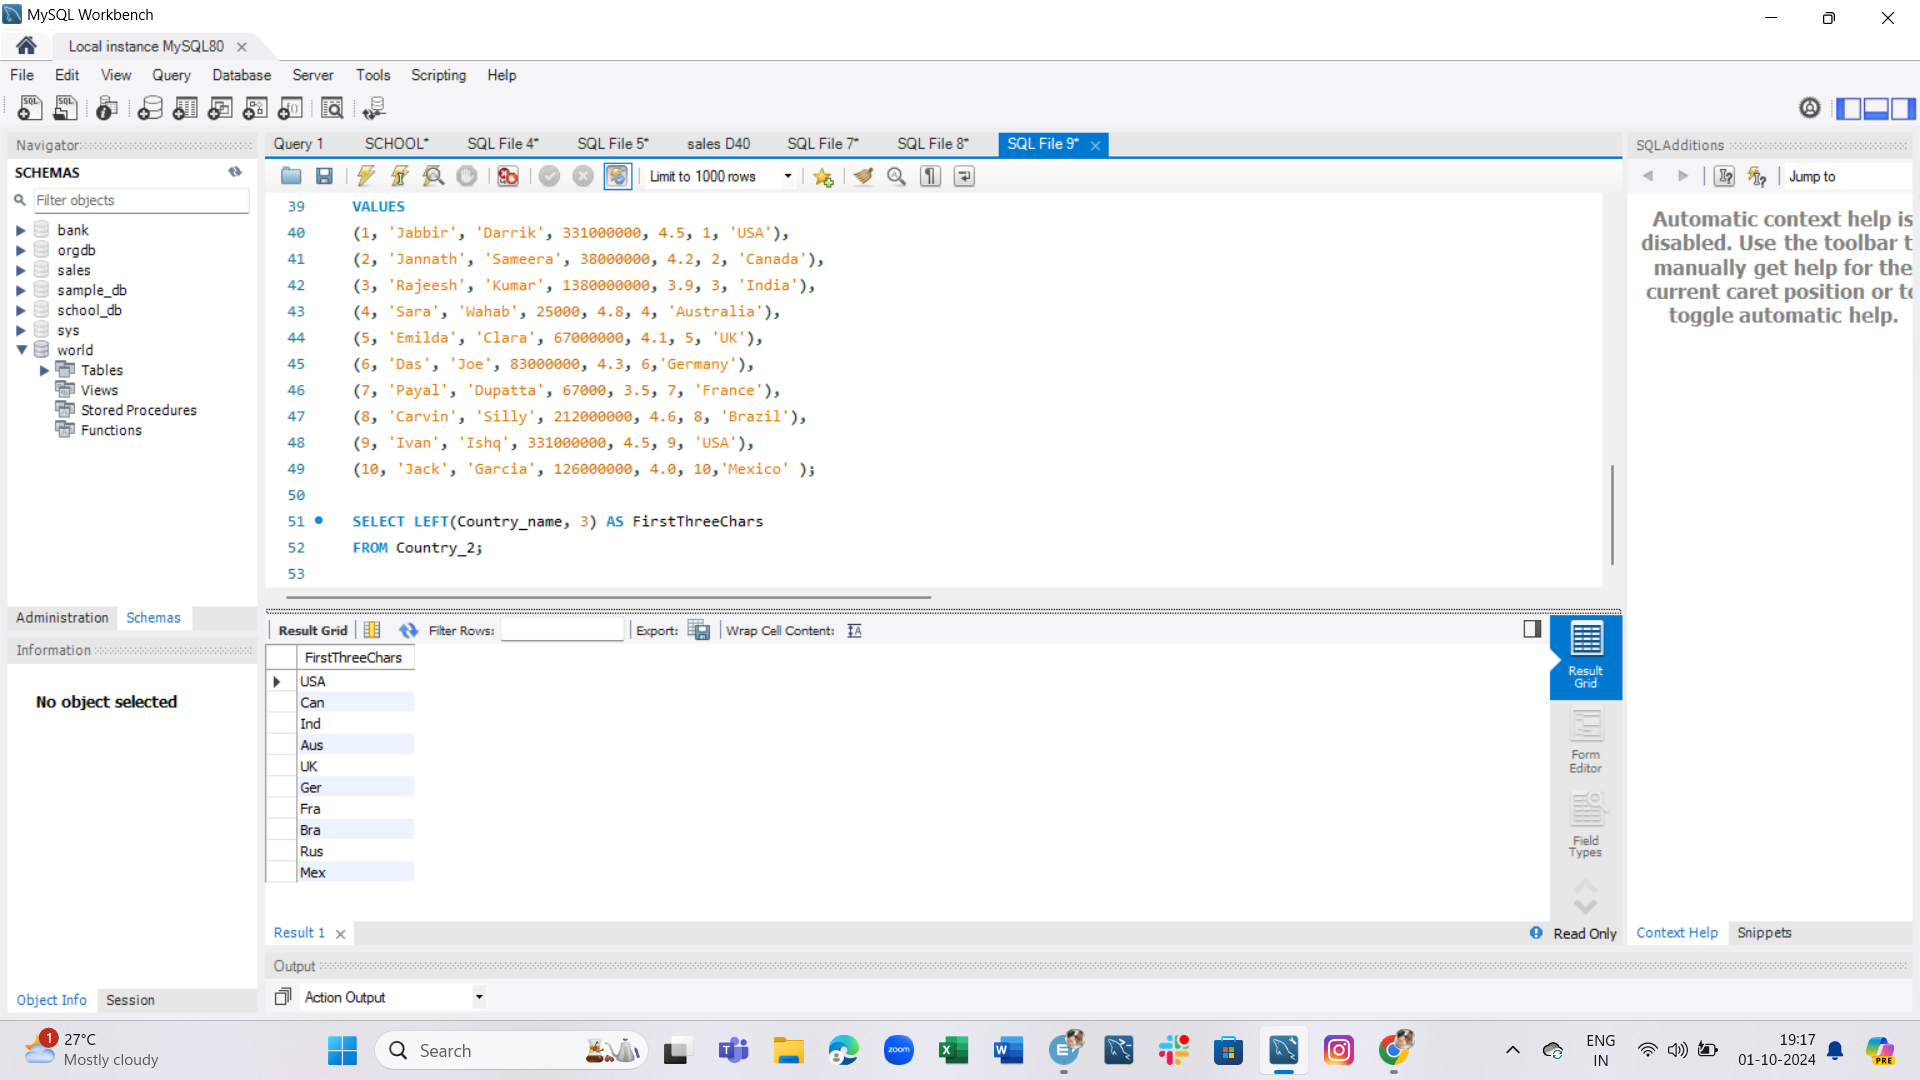 MySQL Workbench
Local instance MySQL80
File Edit View Query Database Server Tools Scripting Help
Navigator
SCHEMAS
Filter objects
bank
orgdb
sales
sample_db
school_db
sys
world
Tables
Views
Stored Procedures
Functions
Administration Schemas
Information
No object selected
Object Info Session
Query 1 SCHOOL* SQL File 4* SQL File 5* sales D40 SQL File 7* SQL File 8* SQL File 9*
Limit to 1000 rows
39 VALUES
40 (1, 'Jabbir', 'Darrik', 331000000, 4.5, 1, 'USA'),
41 (2, 'Jannath', 'Sameera', 38000000, 4.2, 2, 'Canada'),
42 (3, 'Rajeesh', 'Kumar', 1380000000, 3.9, 3, 'India'),
43 (4, 'Sara', 'Wahab', 25000, 4.8, 4, 'Australia'),
44 (5, 'Emilda', 'Clara', 67000000, 4.1, 5, 'UK'),
45 (6, 'Das', 'Joe', 83000000, 4.3, 6,'Germany'),
46 (7, 'Payal', 'Dupatta', 67000, 3.5, 7, 'France'),
47 (8, 'Carvin', 'Silly', 212000000, 4.6, 8, 'Brazil'),
48 (9, 'Ivan', 'Ishq', 331000000, 4.5, 9, 'USA'),
49 (10, 'Jack', 'Garcia', 126000000, 4.0, 10,'Mexico' );
50
51 SELECT LEFT(Country_name, 3) AS FirstThreeChars
52 FROM Country_2;
53
Result Grid Filter Rows: Export: Wrap Cell Content:
FirstThreeChars
USA
Can
Ind
Aus
UK
Ger
Fra
Bra
Rus
Mex
Result
Grid
Form
Editor
Field
Types
Result 1
Read Only
Output
Action Output
SQLAdditions
Jump to
Automatic context help is
disabled. Use the toolbar t
manually get help for the
current caret position or to
toggle automatic help.
Context Help Snippets
1
27°C
Mostly cloudy
Search
zoom
ENG
IN
19:17
01-10-2024
PRE